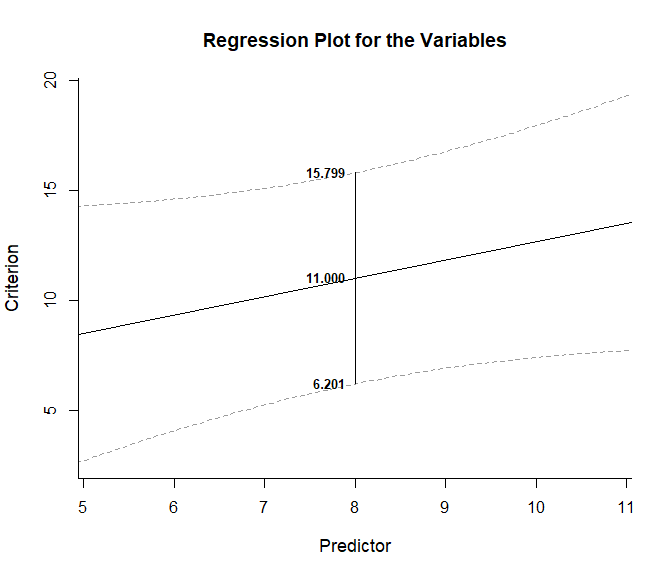 Regression Plot for the Variables
20
15
10
5
Criterion
15.799
11.000
6.201
5 6 7 8 9 10 11
Predictor